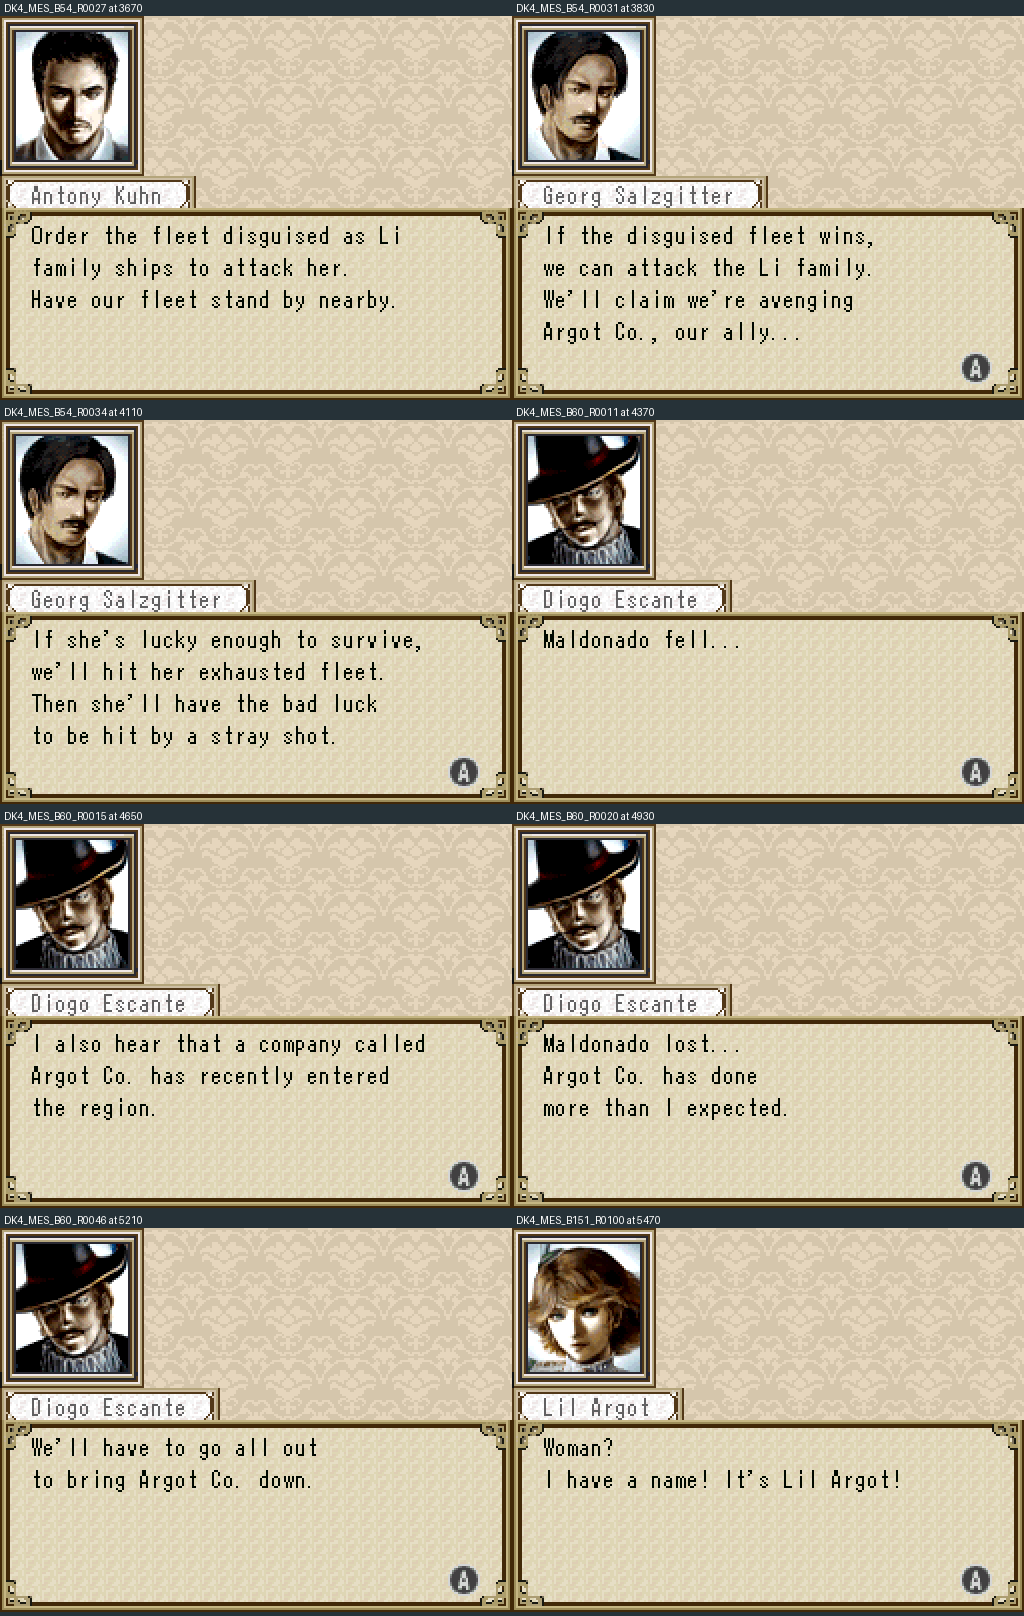 DK4_MES_B54_R0027 at 3670
Antony Kuhn
Order the fleet disguised as Li
family ships to attack her.
Have our fleet stand by nearby.
DK4_MES_B54_R0031 at 3830
Georg Salzgitter
If the disguised fleet wins,
we can attack the Li family.
We'll claim we're avenging
Argot Co., our ally...
A
DK4_MES_B54_R0034 at 4110
Georg Salzgitter
If she's lucky enough to survive,
we'll hit her exhausted fleet.
Then she'll have the bad luck
to be hit by a stray shot.
A
DK4_MES_B60_R0011 at 4370
Diogo Escante
Maldonado fell...
A
DK4_MES_B60_R0015 at 4650
Diogo Escante
I also hear that a company called
Argot Co. has recently entered
the region.
A
DK4_MES_B60_R0020 at 4930
Diogo Escante
Maldonado lost...
Argot Co. has done
more than I expected.
A
DK4_MES_B60_R0046 at 5210
Diogo Escante
We'll have to go all out
to bring Argot Co. down.
A
DK4_MES_B151_R0100 at 5470
Lil Argot
Woman?
I have a name! It's Lil Argot!
A